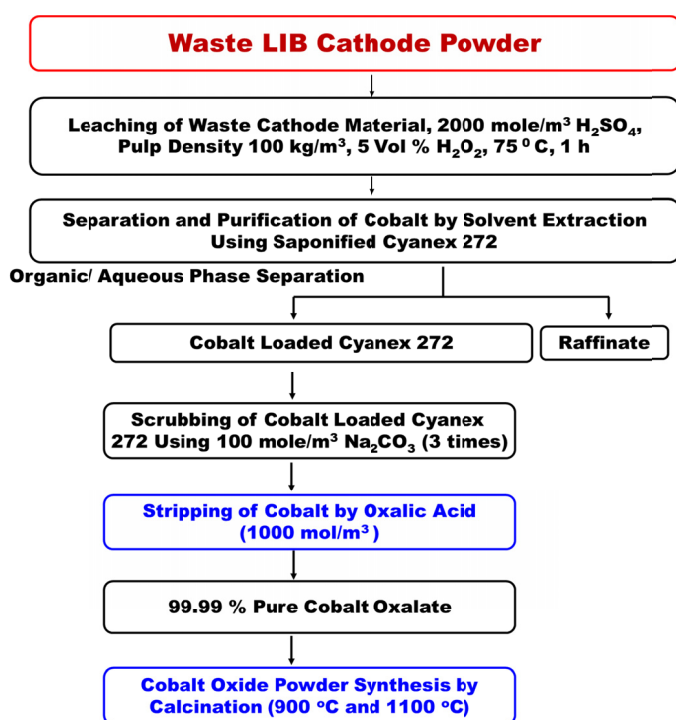 Waste LIB Cathode Powder
Leaching of Waste Cathode Material, 2000 mole/m³ H₂SO₄,
Pulp Density 100 kg/m³, 5 Vol % H₂O₂, 75 ⁰ C, 1 h
Separation and Purification of Cobalt by Solvent Extraction
Using Saponified Cyanex 272
Organic/ Aqueous Phase Separation
Cobalt Loaded Cyanex 272
Raffinate
Scrubbing of Cobalt Loaded Cyanex
272 Using 100 mole/m³ Na₂CO₃ (3 times)
Stripping of Cobalt by Oxalic Acid
(1000 mol/m³)
99.99 % Pure Cobalt Oxalate
Cobalt Oxide Powder Synthesis by
Calcination (900 ᵒC and 1100 ᵒC)